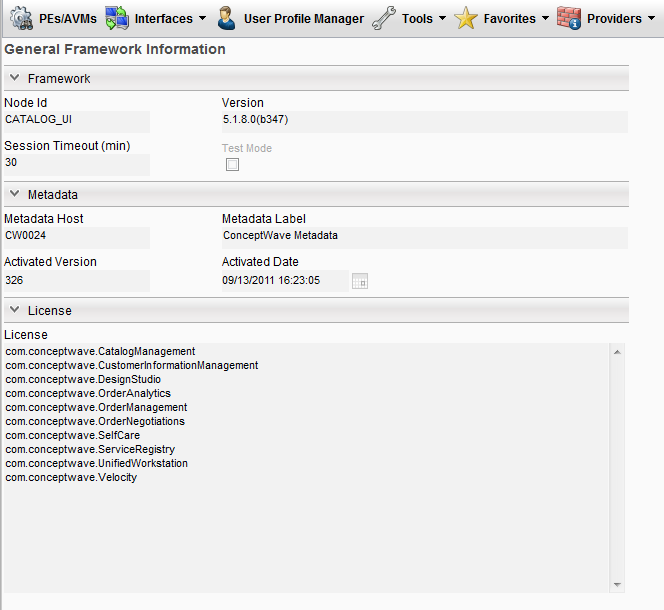 PEs/AVMs Interfaces User Profile Manager Tools Favorites Providers
General Framework Information
Framework
Node Id Version
CATALOG_UI 5.1.8.0(b347)
Session Timeout (min) Test Mode
30
Metadata
Metadata Host Metadata Label
CW0024 ConceptWave Metadata
Activated Version Activated Date
326 09/13/2011 16:23:05
License
License
com.conceptwave.CatalogManagement
com.conceptwave.CustomerInformationManagement
com.conceptwave.DesignStudio
com.conceptwave.OrderAnalytics
com.conceptwave.OrderManagement
com.conceptwave.OrderNegotiations
com.conceptwave.SelfCare
com.conceptwave.ServiceRegistry
com.conceptwave.UnifiedWorkstation
com.conceptwave.Velocity